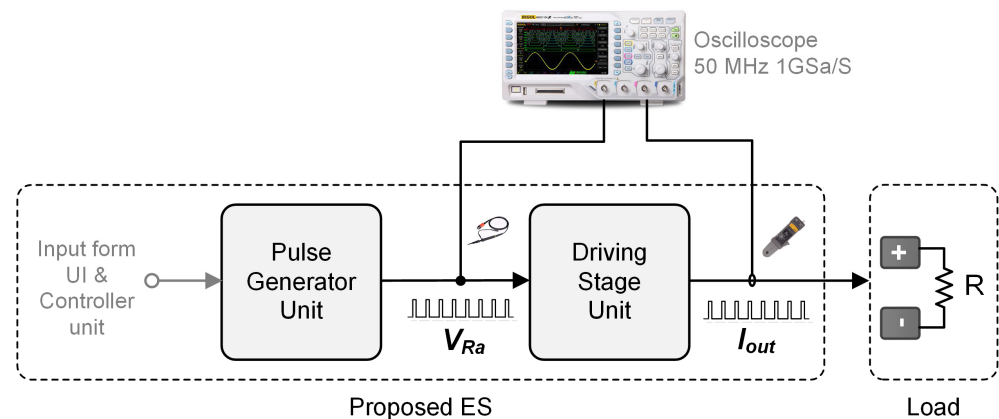 RIGOL
Oscilloscope
50 MHz 1GSa/S
Input form
UI &
Controller
unit
Pulse
Generator
Unit
Driving
Stage
Unit
V_Ra
I_out
+
-
R
Proposed ES
Load